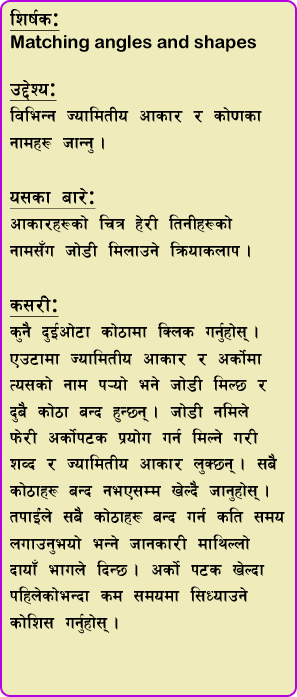 शिर्षक:
Matching angles and shapes
उद्देश्य:
विभिन्न ज्यामितीय आकार र कोणका
नामहरू जान्नु ।
यसका बारे:
आकारहरूको चित्र हेरी तिनीहरूको
नामसँग जोडी मिलाउने क्रियाकलाप ।
कसरी:
कुनै दुईओटा कोठामा क्लिक गर्नुहोस् ।
एउटामा ज्यामितीय आकार र अर्कोमा
त्यसको नाम पऱ्यो भने जोडी मिल्छ र
दुबै कोठा बन्द हुन्छन् । जोडी नमिले
फेरी अर्कोपटक प्रयोग गर्न मिल्ने गरी
शब्द र ज्यामितीय आकार लुक्छन् । सबै
कोठाहरू बन्द नभएसम्म खेल्दै जानुहोस् ।
तपाईले सबै कोठाहरू बन्द गर्न कति समय
लगाउनुभयो भन्ने जानकारी माथिल्लो
दायाँ भागले दिन्छ । अर्को पटक खेल्दा
पहिलेकोभन्दा कम समयमा सिध्याउने
कोशिस गर्नुहोस् ।